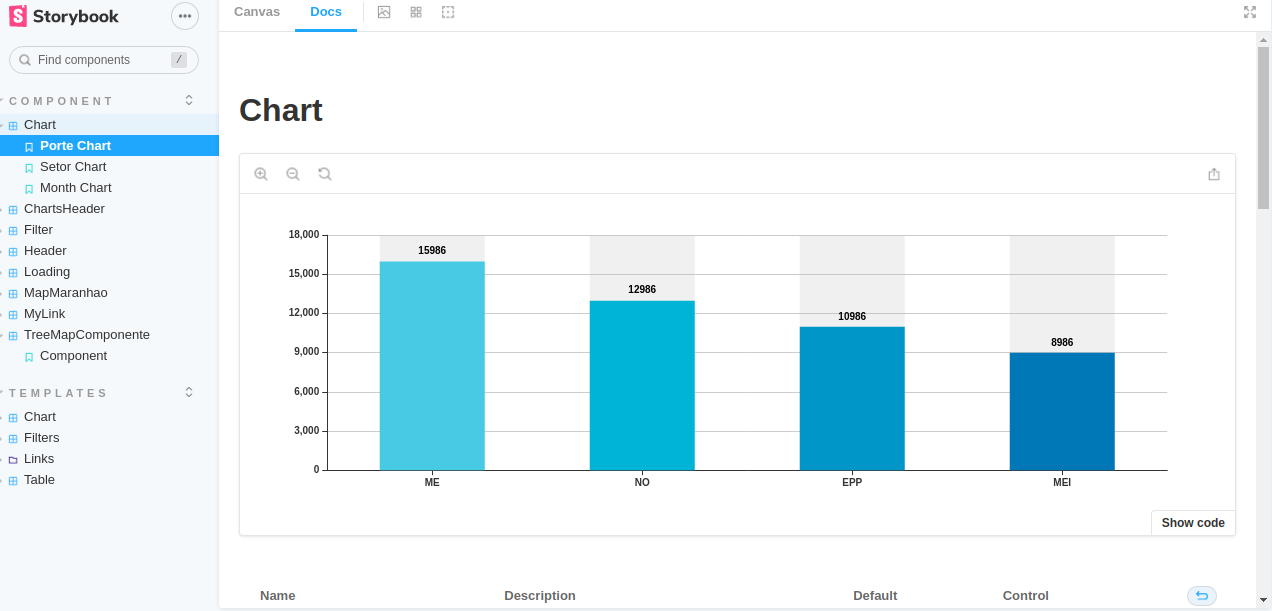 Storybook
Find components
/
COMPONENT
Chart
Porte Chart
Setor Chart
Month Chart
ChartsHeader
Filter
Header
Loading
MapMaranhao
MyLink
TreeMapComponente
Component
TEMPLATES
Chart
Filters
Links
Table
Canvas Docs
Chart
18,000
15,000
12,000
9,000
6,000
3,000
0
15986
12986
10986
8986
ME NO EPP MEI
Show code
Name Description Default Control